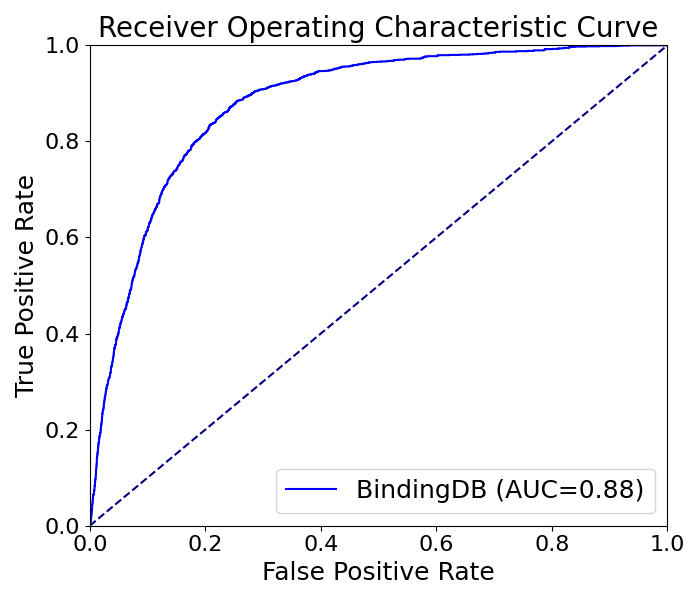 Receiver Operating Characteristic Curve
True Positive Rate
1.0
0.8
0.6
0.4
0.2
0.0
BindingDB (AUC=0.88)
0.0 0.2 0.4 0.6 0.8 1.0
False Positive Rate